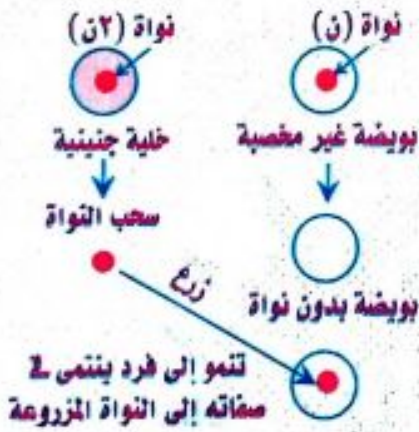 نواة (ن)
نواة (٢ن)
بويضة غير مخصبة
خلية جنينية
سحب النواة
بويضة بدون نواة
زرع
تنمو إلى فرد ينتمى في
صفاته إلى النواة المزروعة